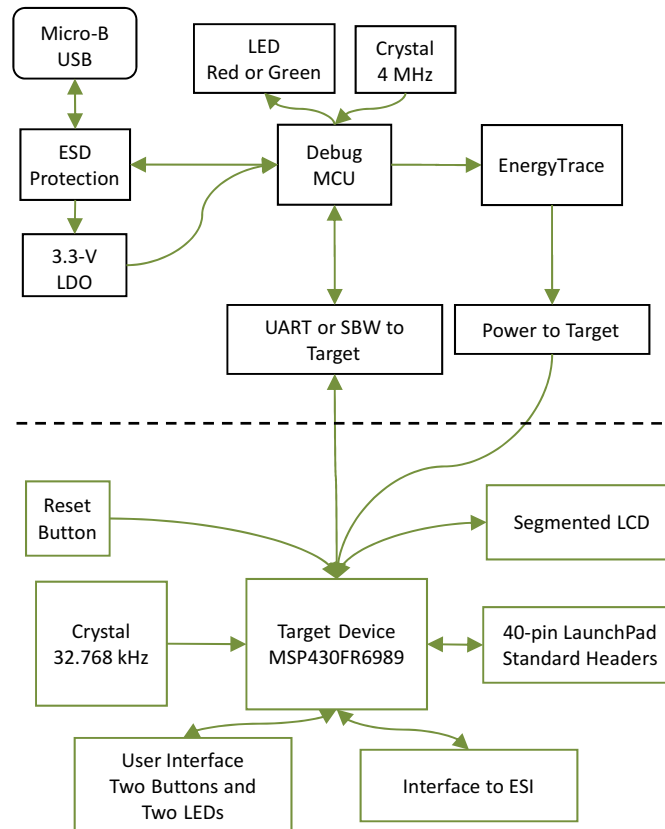 Micro-B
USB
LED
Red or Green
Crystal
4 MHz
ESD
Protection
Debug
MCU
EnergyTrace
3.3-V
LDO
UART or SBW to
Target
Power to Target
Reset
Button
Segmented LCD
Crystal
32.768 kHz
Target Device
MSP430FR6989
40-pin LaunchPad
Standard Headers
User Interface
Two Buttons and
Two LEDs
Interface to ESI